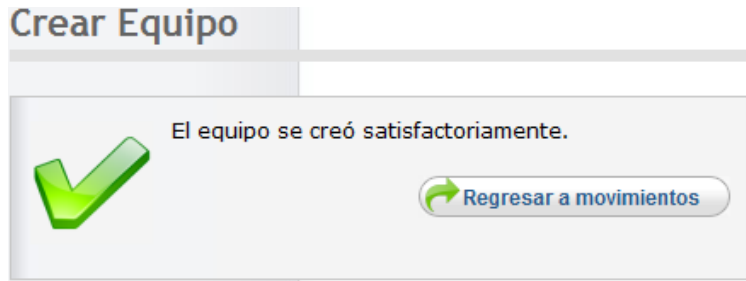 Crear Equipo
El equipo se creó satisfactoriamente.
Regresar a movimientos